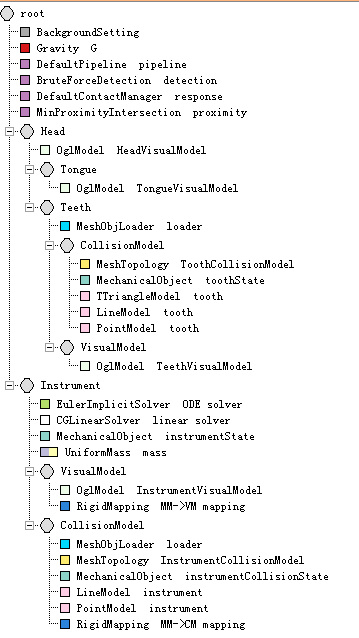 root
BackgroundSetting
Gravity G
DefaultPipeline pipeline
BruteForceDetection detection
DefaultContactManager response
MinProximityIntersection proximity
Head
OglModel HeadVisualModel
Tongue
OglModel TongueVisualModel
Teeth
MeshObjLoader loader
CollisionModel
MeshTopology ToothCollisionModel
MechanicalObject toothState
TTriangleModel tooth
LineModel tooth
PointModel tooth
VisualModel
OglModel TeethVisualModel
Instrument
EulerImplicitSolver ODE solver
CGLinearSolver linear solver
MechanicalObject instrumentState
UniformMass mass
VisualModel
OglModel InstrumentVisualModel
RigidMapping MM->VM mapping
CollisionModel
MeshObjLoader loader
MeshTopology InstrumentCollisionModel
MechanicalObject instrumentCollisionState
LineModel instrument
PointModel instrument
RigidMapping MM->CM mapping